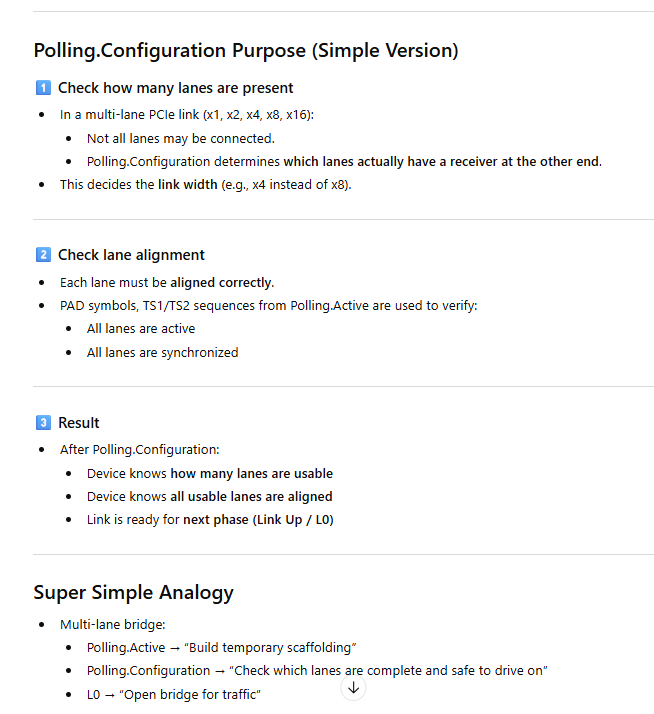 Polling.Configuration Purpose (Simple Version)
1 Check how many lanes are present
• In a multi-lane PCIe link (x1, x2, x4, x8, x16):
• Not all lanes may be connected.
• Polling.Configuration determines which lanes actually have a receiver at the other end.
• This decides the link width (e.g., x4 instead of x8).
2 Check lane alignment
• Each lane must be aligned correctly.
• PAD symbols, TS1/TS2 sequences from Polling.Active are used to verify:
• All lanes are active
• All lanes are synchronized
3 Result
• After Polling.Configuration:
• Device knows how many lanes are usable
• Device knows all usable lanes are aligned
• Link is ready for next phase (Link Up / L0)
Super Simple Analogy
• Multi-lane bridge:
• Polling.Active → “Build temporary scaffolding”
• Polling.Configuration → “Check which lanes are complete and safe to drive on”
• L0 → “Open bridge for traffic”